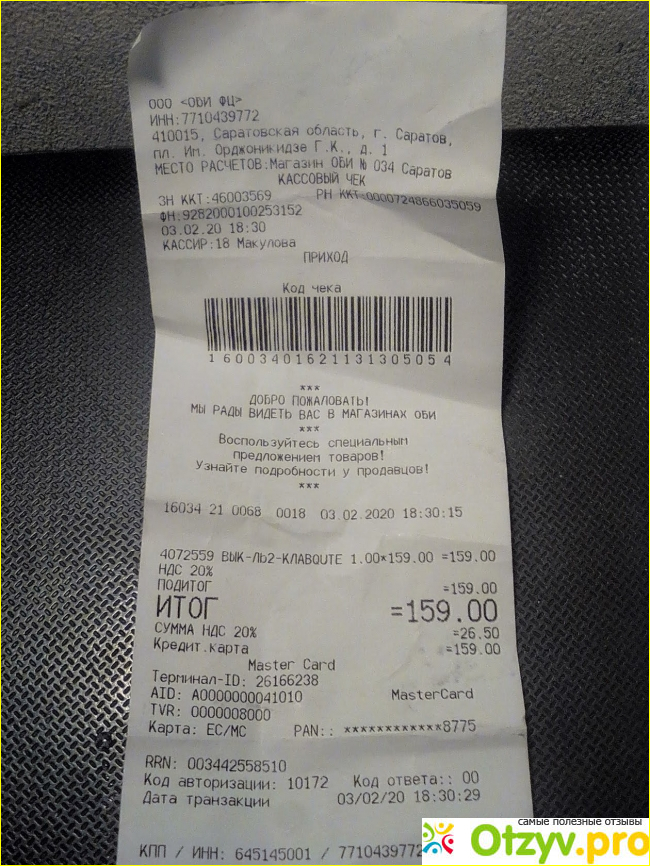 ООО <ОБИ ФЦ>
ИНН:7710439772
410015, Саратовская область, г. Саратов,
пл. Им. Орджоникидзе Г.К., д. 1
МЕСТО РАСЧЕТОВ:Магазин ОБИ № 034 Саратов
КАССОВЫЙ ЧЕК
ЗН ККТ:46003569 РН ККТ:0000724866035059
ФН:9282000100253152
03.02.20 18:30
КАССИР:18 Макулова
ПРИХОД
Код чека
16003401621131305054
***
ДОБРО ПОЖАЛОВАТЬ!
МЫ РАДЫ ВИДЕТЬ ВАС В МАГАЗИНАХ ОБИ
***
Воспользуйтесь специальным
предложением товаров!
Узнайте подробности у продавцов!
***
16034 21 0068 0018 03.02.2020 18:30:15
4072559 ВЫК-ЛЬ2-КЛАВQUTE 1.00*159.00 =159.00
НДС 20%
ПОДИТОГ =159.00
ИТОГ =159.00
СУММА НДС 20% =26.50
Кредит.карта =159.00
Master Card
Терминал-ID: 26166238
AID: A0000000041010 MasterCard
TVR: 0000008000
Карта: EC/MC PAN:: ************8775
RRN: 003442558510
Код авторизации: 10172 Код ответа:: 00
Дата транзакции 03/02/20 18:30:29
КПП / ИНН: 645145001 / 7710439772
самые полезные отзывы
Otzyv.pro